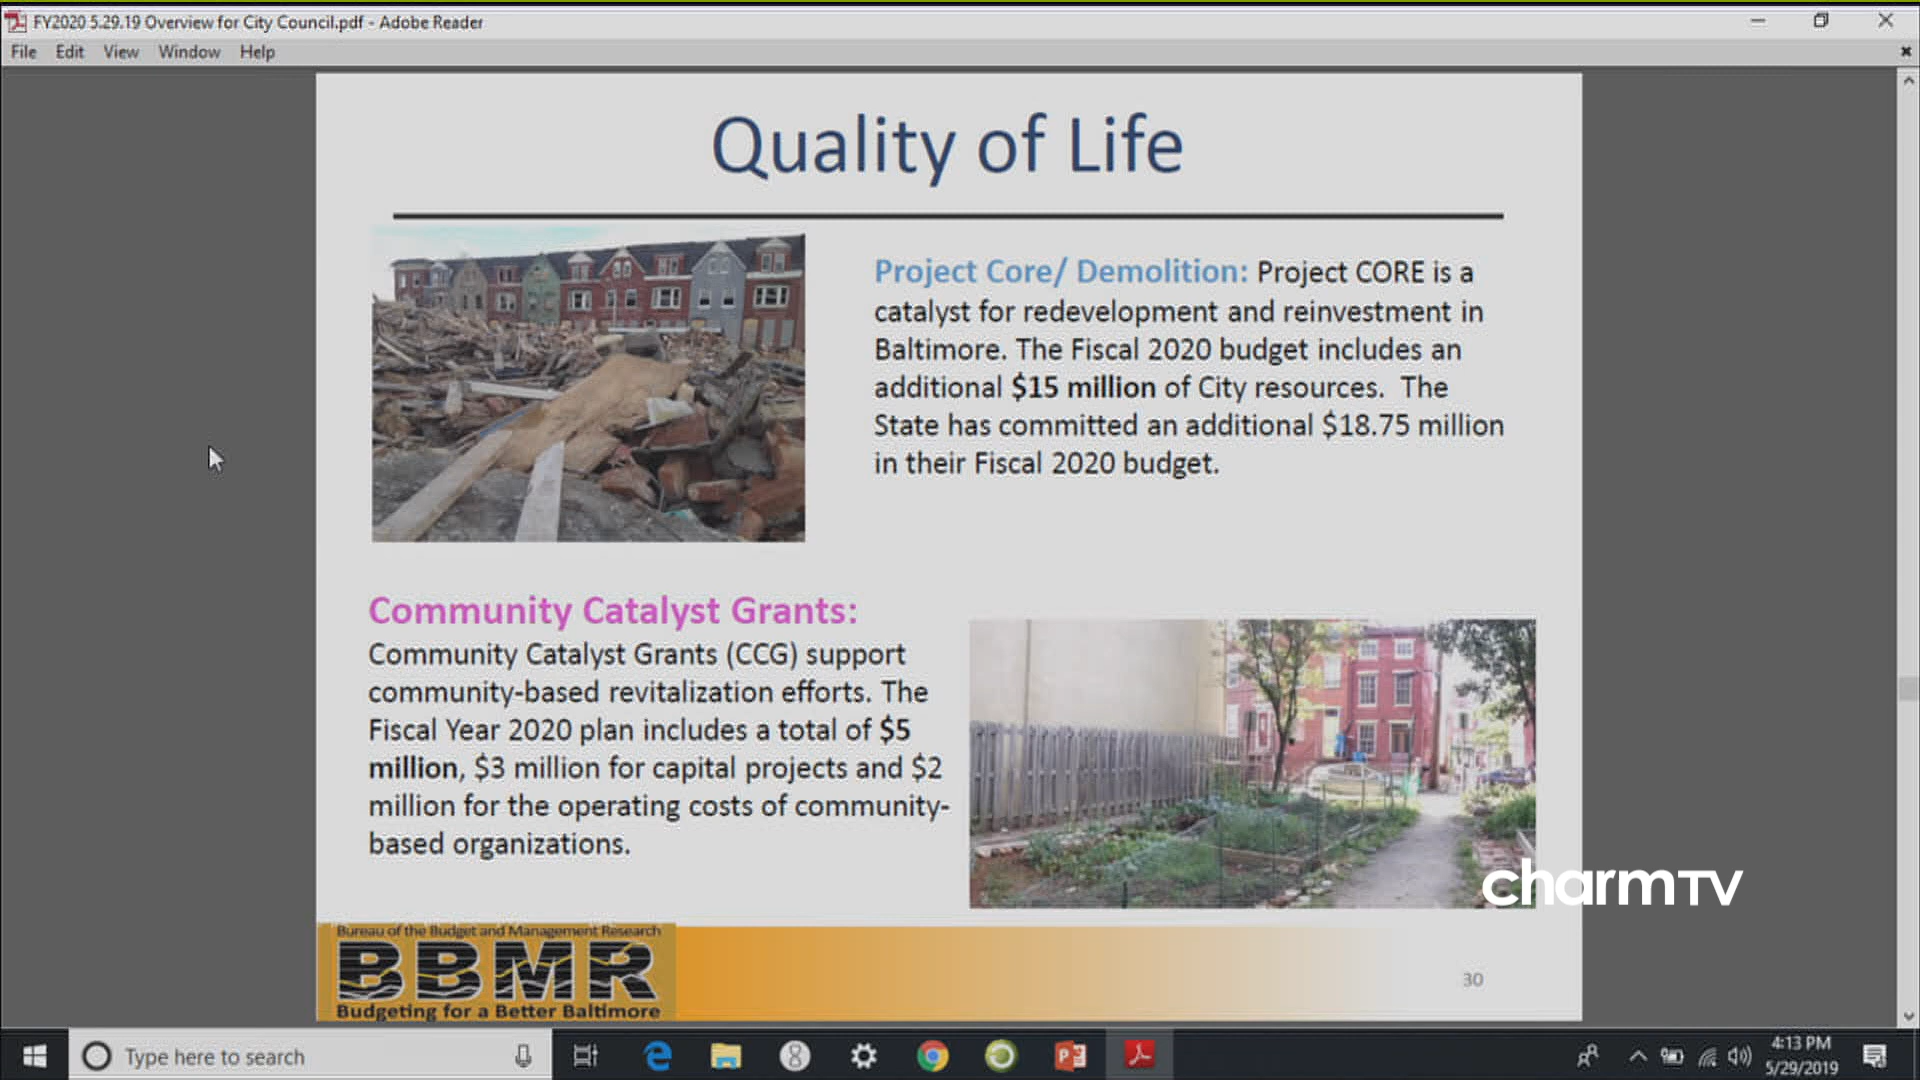 FY2020 5.29.19 Overview for City Council.pdf - Adobe Reader
File Edit View Window Help
Quality of Life
Project Core/ Demolition: Project CORE is a
catalyst for redevelopment and reinvestment in
Baltimore. The Fiscal 2020 budget includes an
additional $15 million of City resources. The
State has committed an additional $18.75 million
in their Fiscal 2020 budget.
Community Catalyst Grants:
Community Catalyst Grants (CCG) support
community-based revitalization efforts. The
Fiscal Year 2020 plan includes a total of $5
million, $3 million for capital projects and $2
million for the operating costs of community-
based organizations.
charmTV
Bureau of the Budget and Management Research
BBMR
Budgeting for a Better Baltimore
30
Type here to search
4:13 PM
5/29/2019